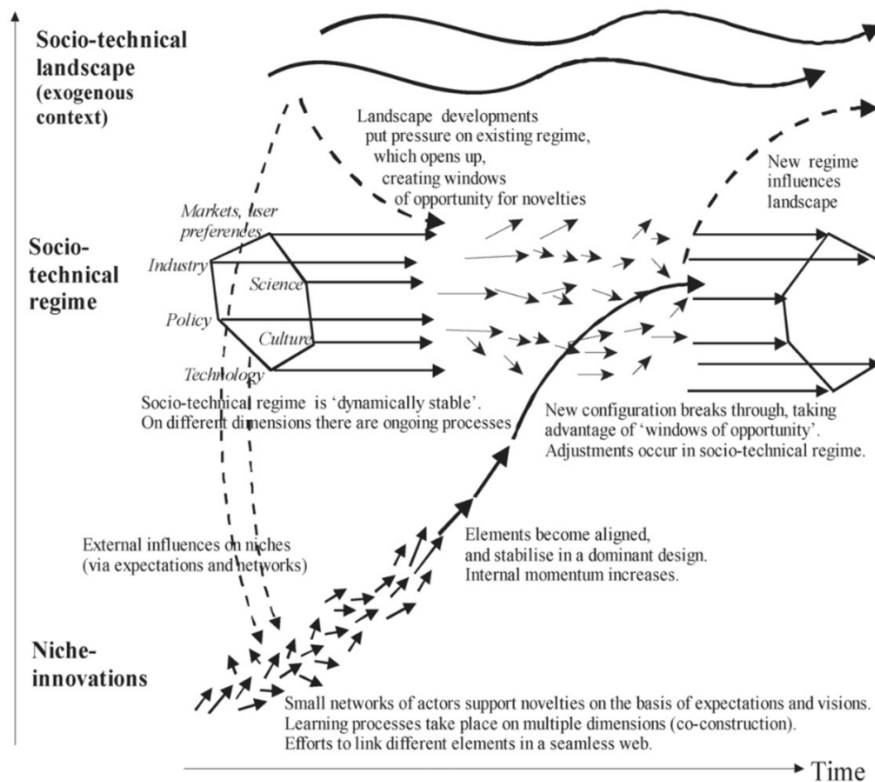 Socio-technical
landscape
(exogenous
context)
Landscape developments
put pressure on existing regime,
which opens up,
creating windows
of opportunity for novelties
New regime
influences
landscape
Markets, user
preferences
Socio-
technical
regime
Industry
Science
Policy
Culture
Technology
Socio-technical regime is ‘dynamically stable’.
On different dimensions there are ongoing processes
New configuration breaks through, taking
advantage of ‘windows of opportunity’.
Adjustments occur in socio-technical regime.
External influences on niches
(via expectations and networks)
Elements become aligned,
and stabilise in a dominant design.
Internal momentum increases.
Niche-
innovations
Small networks of actors support novelties on the basis of expectations and visions.
Learning processes take place on multiple dimensions (co-construction).
Efforts to link different elements in a seamless web.
Time